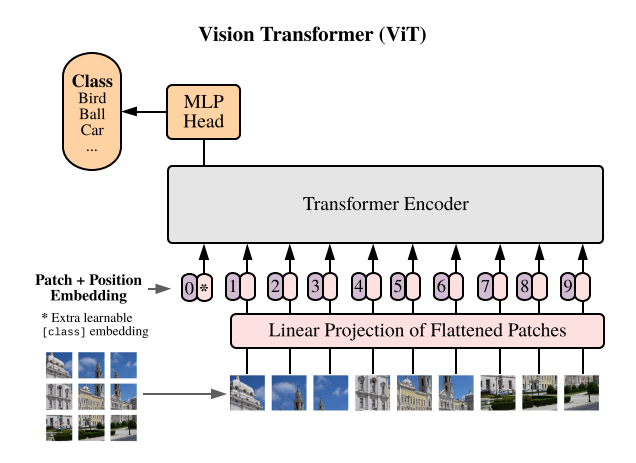 Vision Transformer (ViT)
Class
Bird
Ball
Car
...
MLP
Head
Transformer Encoder
Patch + Position
Embedding
0 * 1 2 3 4 5 6 7 8 9
* Extra learnable
[class] embedding
Linear Projection of Flattened Patches